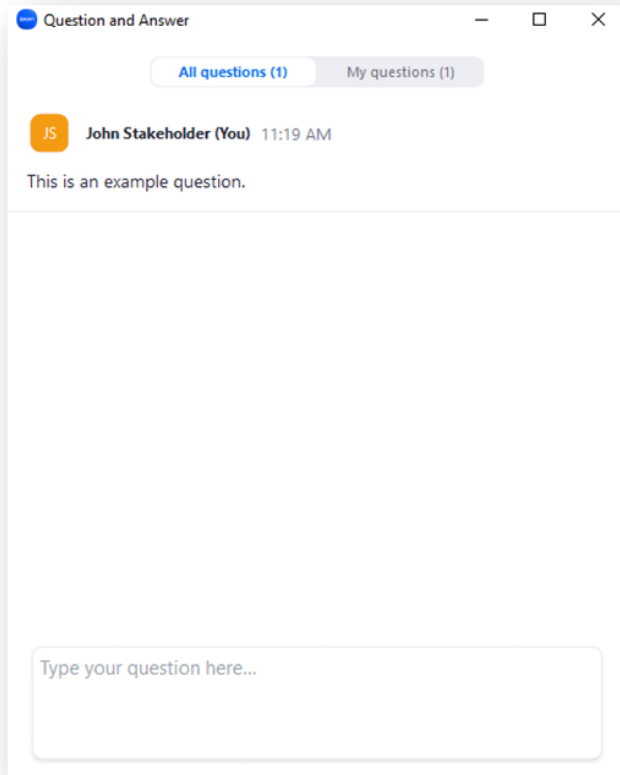 Question and Answer
All questions (1) My questions (1)
JS John Stakeholder (You) 11:19 AM
This is an example question.
Type your question here...